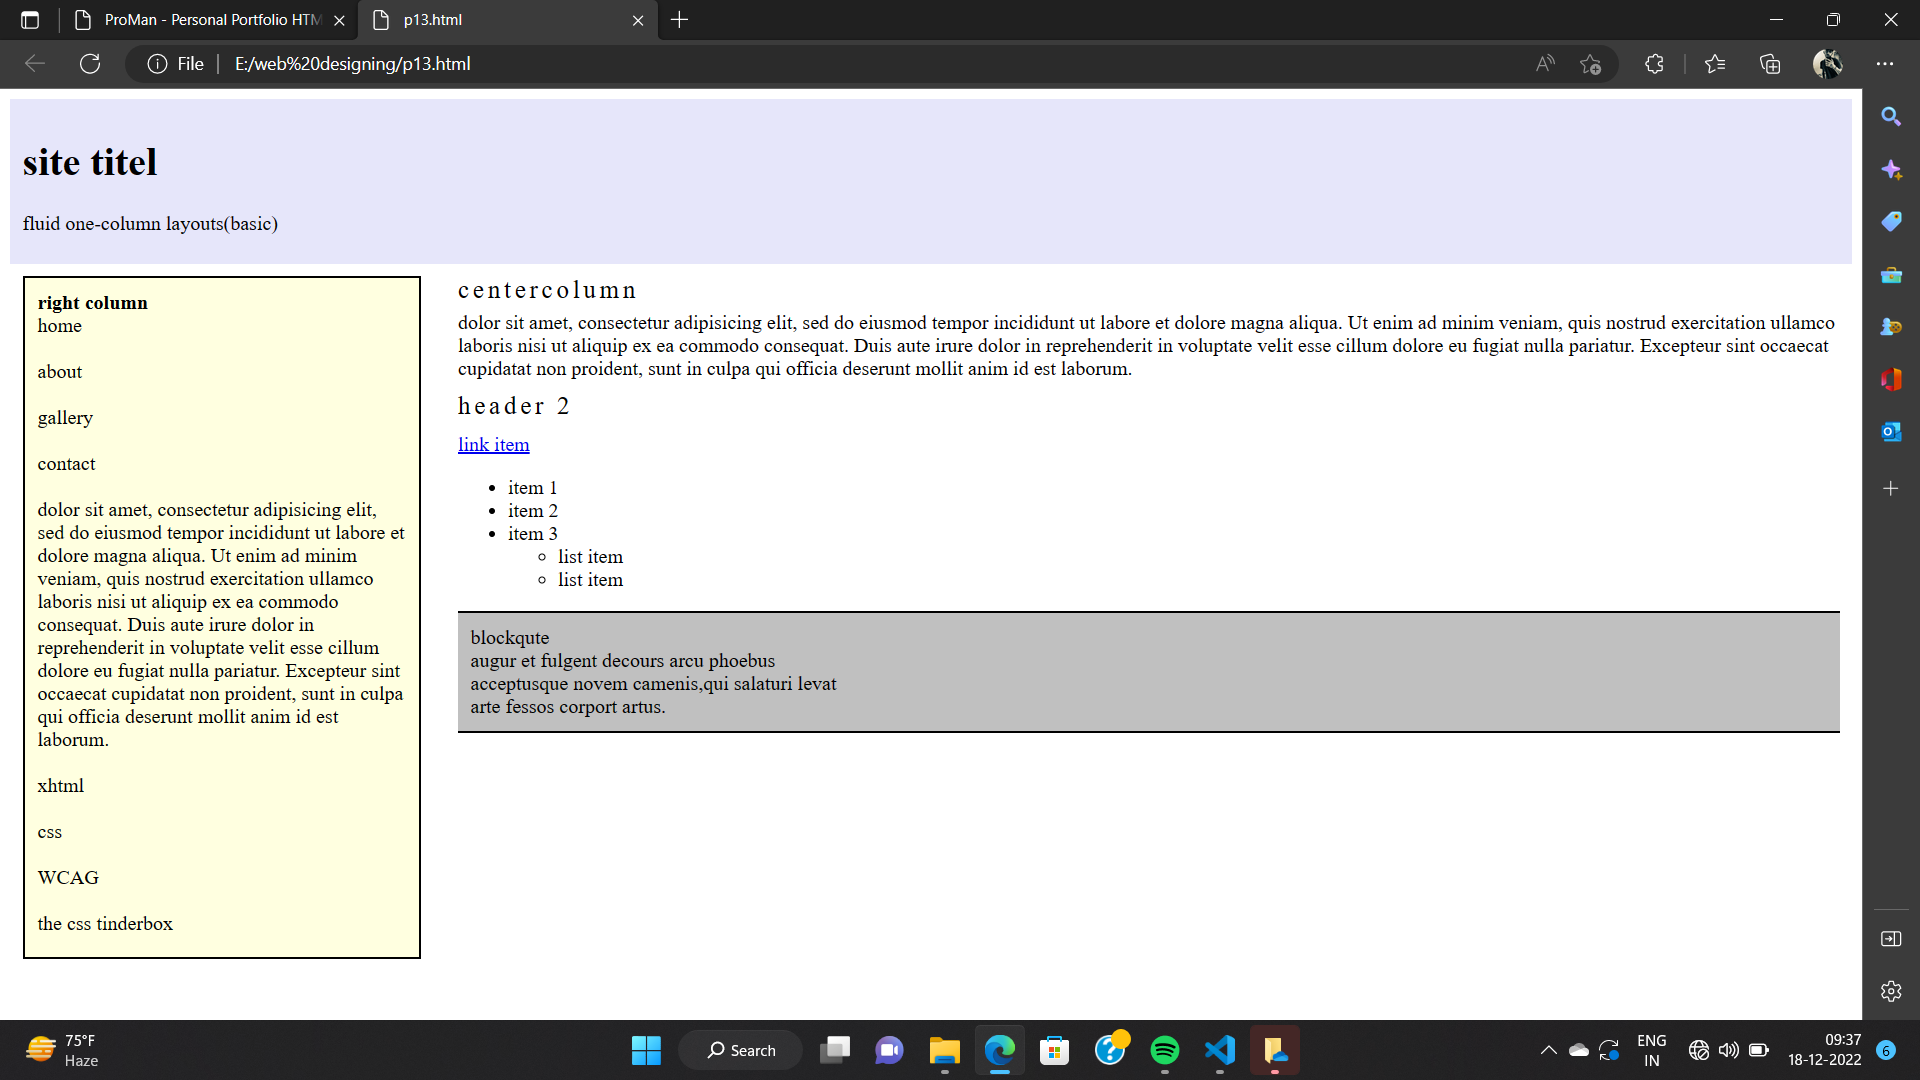 ProMan - Personal Portfolio HTM
p13.html
File
E:/web%20designing/p13.html
site titel
fluid one-column layouts(basic)
right column
home
about
gallery
contact
dolor sit amet, consectetur adipisicing elit,
sed do eiusmod tempor incididunt ut labore et
dolore magna aliqua. Ut enim ad minim
veniam, quis nostrud exercitation ullamco
laboris nisi ut aliquip ex ea commodo
consequat. Duis aute irure dolor in
reprehenderit in voluptate velit esse cillum
dolore eu fugiat nulla pariatur. Excepteur sint
occaecat cupidatat non proident, sunt in culpa
qui officia deserunt mollit anim id est
laborum.
xhtml
css
WCAG
the css tinderbox
centercolumn
dolor sit amet, consectetur adipisicing elit, sed do eiusmod tempor incididunt ut labore et dolore magna aliqua. Ut enim ad minim veniam, quis nostrud exercitation ullamco
laboris nisi ut aliquip ex ea commodo consequat. Duis aute irure dolor in reprehenderit in voluptate velit esse cillum dolore eu fugiat nulla pariatur. Excepteur sint occaecat
cupidatat non proident, sunt in culpa qui officia deserunt mollit anim id est laborum.
header 2
link item
item 1
item 2
item 3
list item
list item
blockqute
augur et fulgent decours arcu phoebus
acceptusque novem camenis,qui salaturi levat
arte fessos corport artus.
75°F
Haze
Search
ENG
IN
09:37
18-12-2022
6